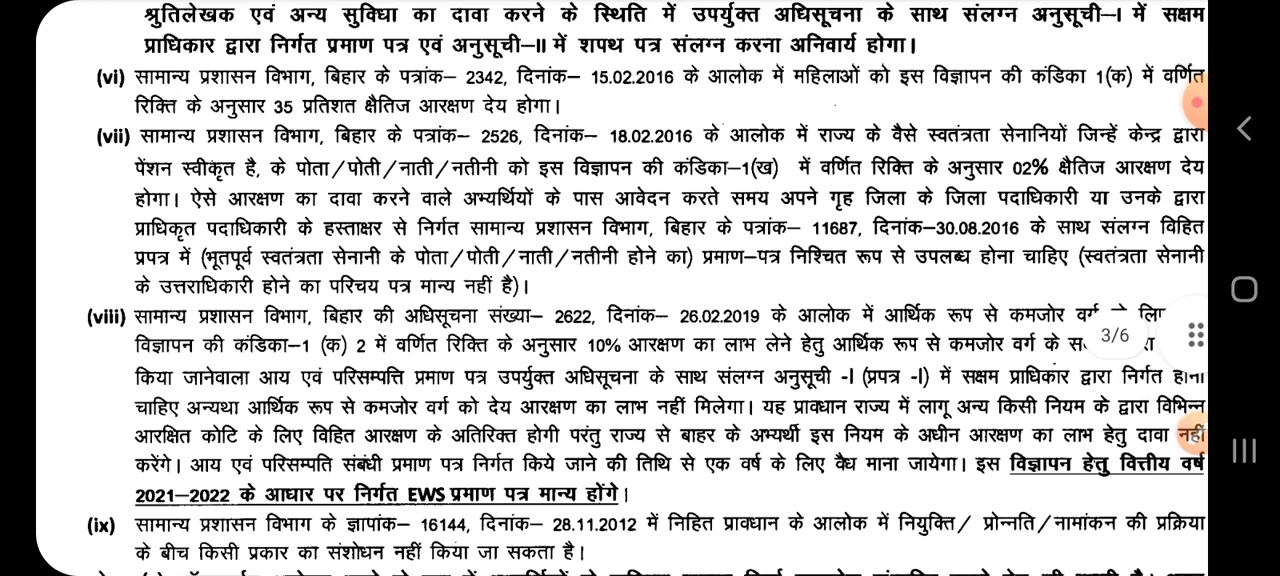 श्रुतिलेखक एवं अन्य सुविधा का दावा करने के स्थिति में उपर्युक्त अधिसूचना के साथ संलग्न अनुसूची–I में सक्षम
प्राधिकार द्वारा निर्गत प्रमाण पत्र एवं अनुसूची–II में शपथ पत्र संलग्न करना अनिवार्य होगा।
(vi) सामान्य प्रशासन विभाग, बिहार के पत्रांक– 2342, दिनांक– 15.02.2016 के आलोक में महिलाओं को इस विज्ञापन की कंडिका 1(क) में वर्णित
रिक्ति के अनुसार 35 प्रतिशत क्षैतिज आरक्षण देय होगा।
(vii) सामान्य प्रशासन विभाग, बिहार के पत्रांक– 2526, दिनांक– 18.02.2016 के आलोक में राज्य के वैसे स्वतंत्रता सेनानियों जिन्हें केन्द्र द्वारा
पेंशन स्वीकृत है, के पोता/पोती/नाती/नतीनी को इस विज्ञापन की कंडिका–1(ख) में वर्णित रिक्ति के अनुसार 02% क्षैतिज आरक्षण देय
होगा। ऐसे आरक्षण का दावा करने वाले अभ्यर्थियों के पास आवेदन करते समय अपने गृह जिला के जिला पदाधिकारी या उनके द्वारा
प्राधिकृत पदाधिकारी के हस्ताक्षर से निर्गत सामान्य प्रशासन विभाग, बिहार के पत्रांक– 11687, दिनांक–30.08.2016 के साथ संलग्न विहित
प्रपत्र में (भूतपूर्व स्वतंत्रता सेनानी के पोता/पोती/नाती/नतीनी होने का) प्रमाण–पत्र निश्चित रूप से उपलब्ध होना चाहिए (स्वतंत्रता सेनानी
के उत्तराधिकारी होने का परिचय पत्र मान्य नहीं है)।
(viii) सामान्य प्रशासन विभाग, बिहार की अधिसूचना संख्या– 2622, दिनांक– 26.02.2019 के आलोक में आर्थिक रूप से कमजोर
विज्ञापन की कंडिका–1 (क) 2 में वर्णित रिक्ति के अनुसार 10% आरक्षण का लाभ लेने हेतु आर्थिक रूप से कमजोर वर्ग के
3/6
किया जानेवाला आय एवं परिसम्पत्ति प्रमाण पत्र उपर्युक्त अधिसूचना के साथ संलग्न अनुसूची -I (प्रपत्र -I) में सक्षम प्राधिकार द्वारा निर्गत
चाहिए अन्यथा आर्थिक रूप से कमजोर वर्ग को देय आरक्षण का लाभ नहीं मिलेगा। यह प्रावधान राज्य में लागू अन्य किसी नियम के द्वारा विभिन्न
आरक्षित कोटि के लिए विहित आरक्षण के अतिरिक्त होगी परंतु राज्य से बाहर के अभ्यर्थी इस नियम के अधीन आरक्षण का लाभ हेतु दावा नहीं
करेंगे। आय एवं परिसम्पति संबंधी प्रमाण पत्र निर्गत किये जाने की तिथि से एक वर्ष के लिए वैध माना जायेगा। इस विज्ञापन हेतु वित्तीय वर्ष
2021–2022 के आधार पर निर्गत EWS प्रमाण पत्र मान्य होंगे।
(ix) सामान्य प्रशासन विभाग के ज्ञापांक– 16144, दिनांक– 28.11.2012 में निहित प्रावधान के आलोक में नियुक्ति/ प्रोन्नति/नामांकन की प्रक्रिया
के बीच किसी प्रकार का संशोधन नहीं किया जा सकता है।